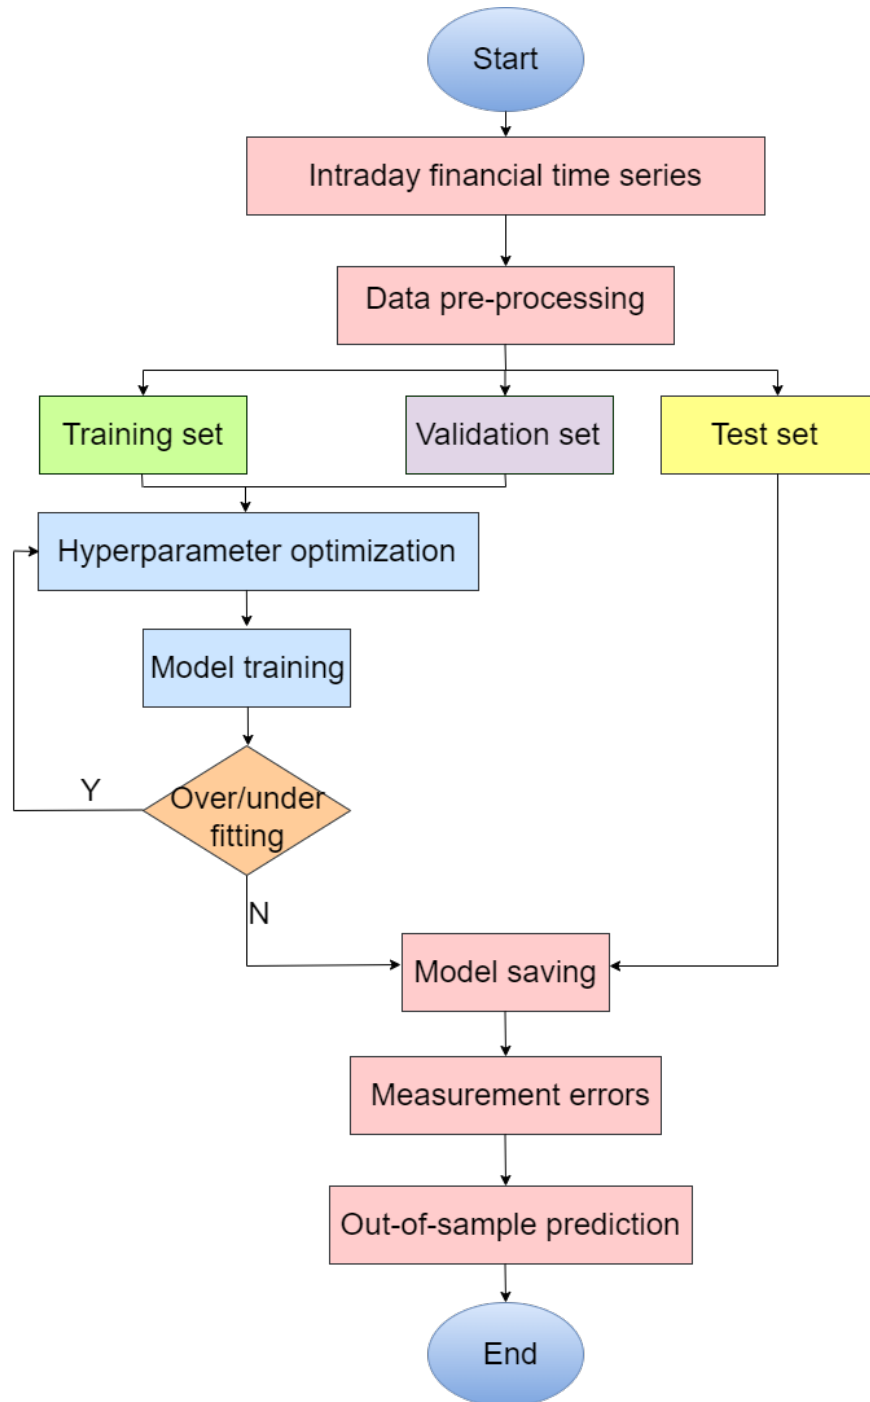 Start
Intraday financial time series
Data pre-processing
Training set
Validation set
Test set
Hyperparameter optimization
Model training
Y
Over/under
fitting
N
Model saving
Measurement errors
Out-of-sample prediction
End